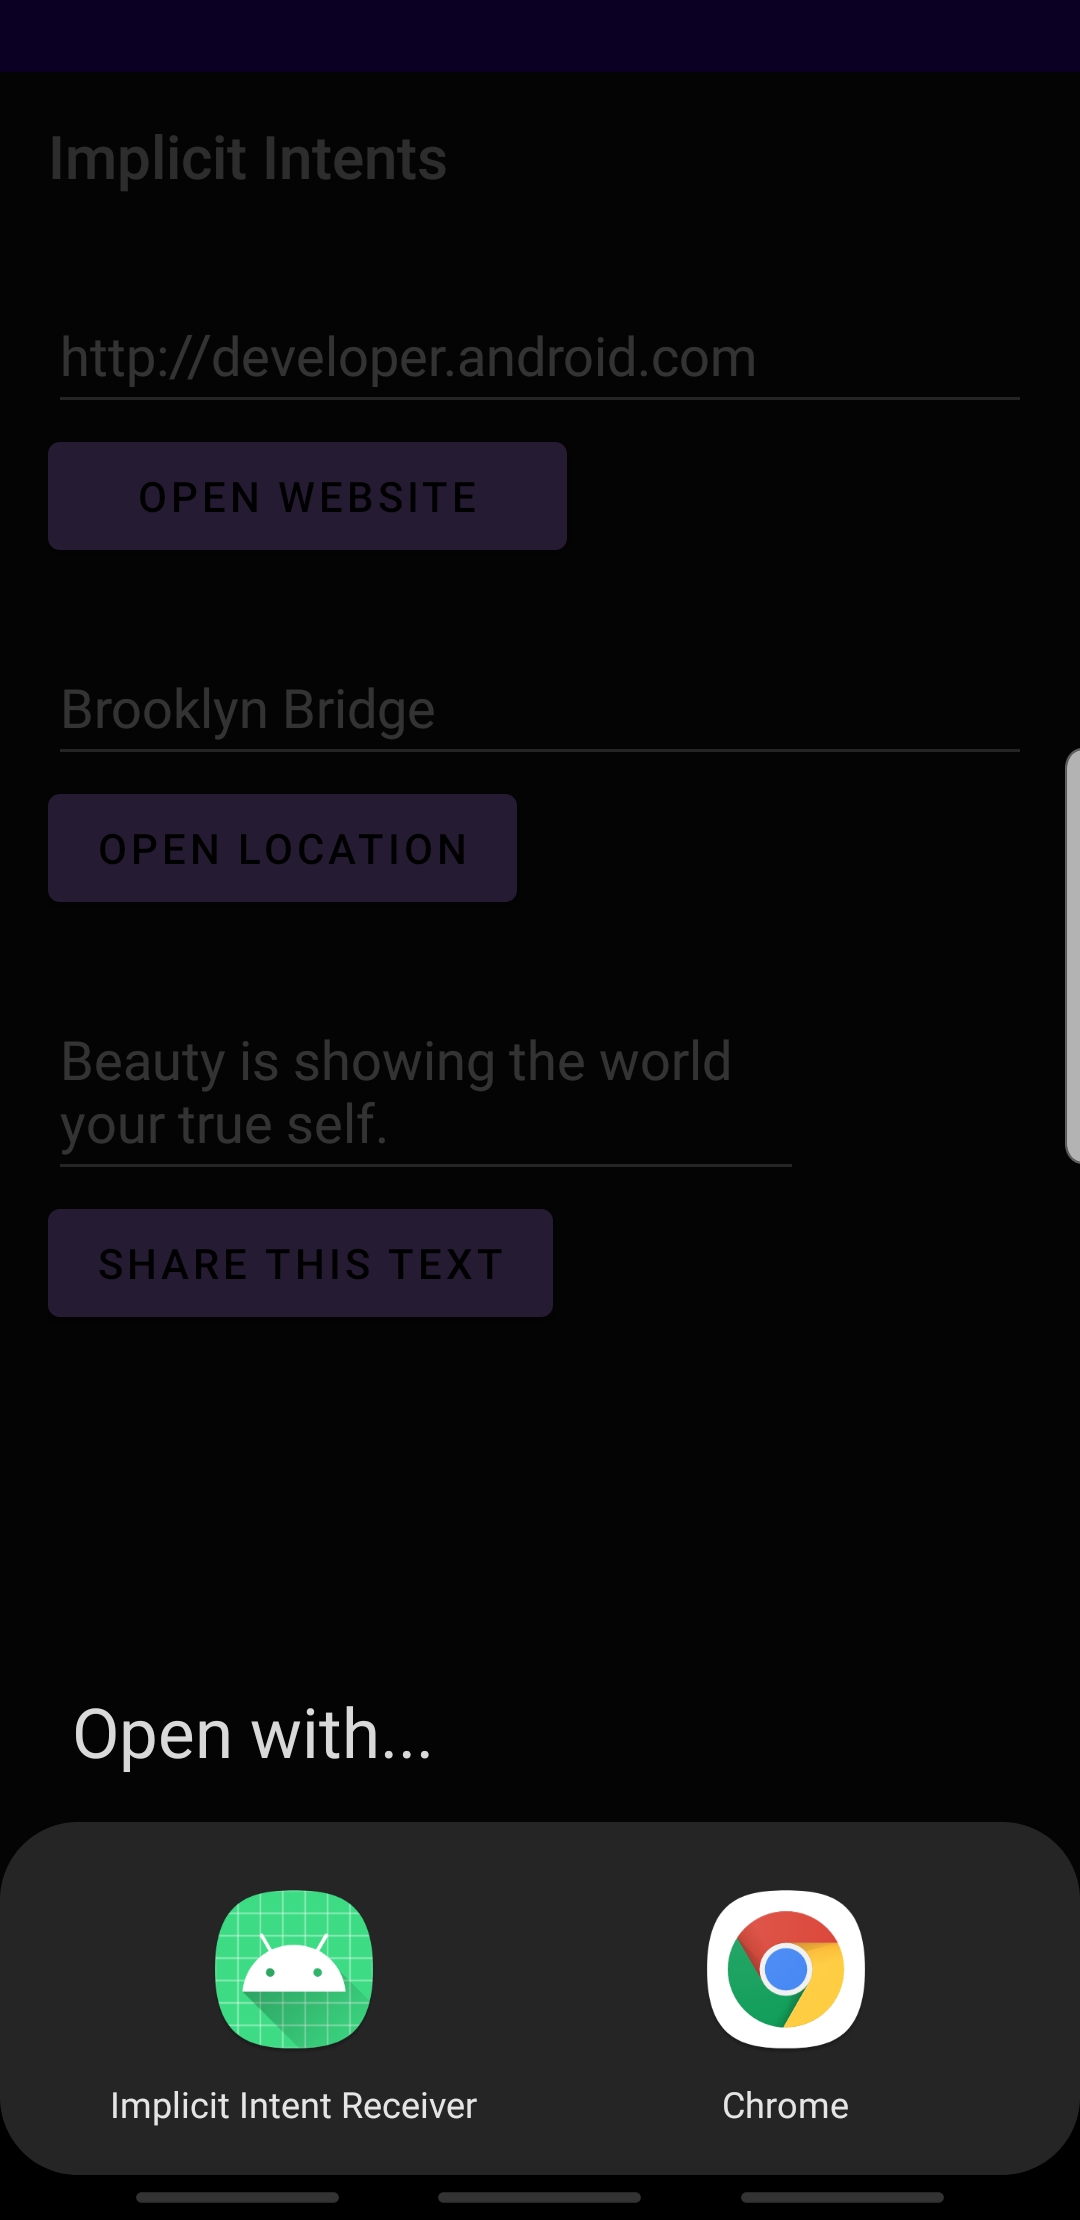 Implicit Intents
http://developer.android.com
OPEN WEBSITE
Brooklyn Bridge
OPEN LOCATION
Beauty is showing the world
your true self.
SHARE THIS TEXT
Open with...
Implicit Intent Receiver
Chrome